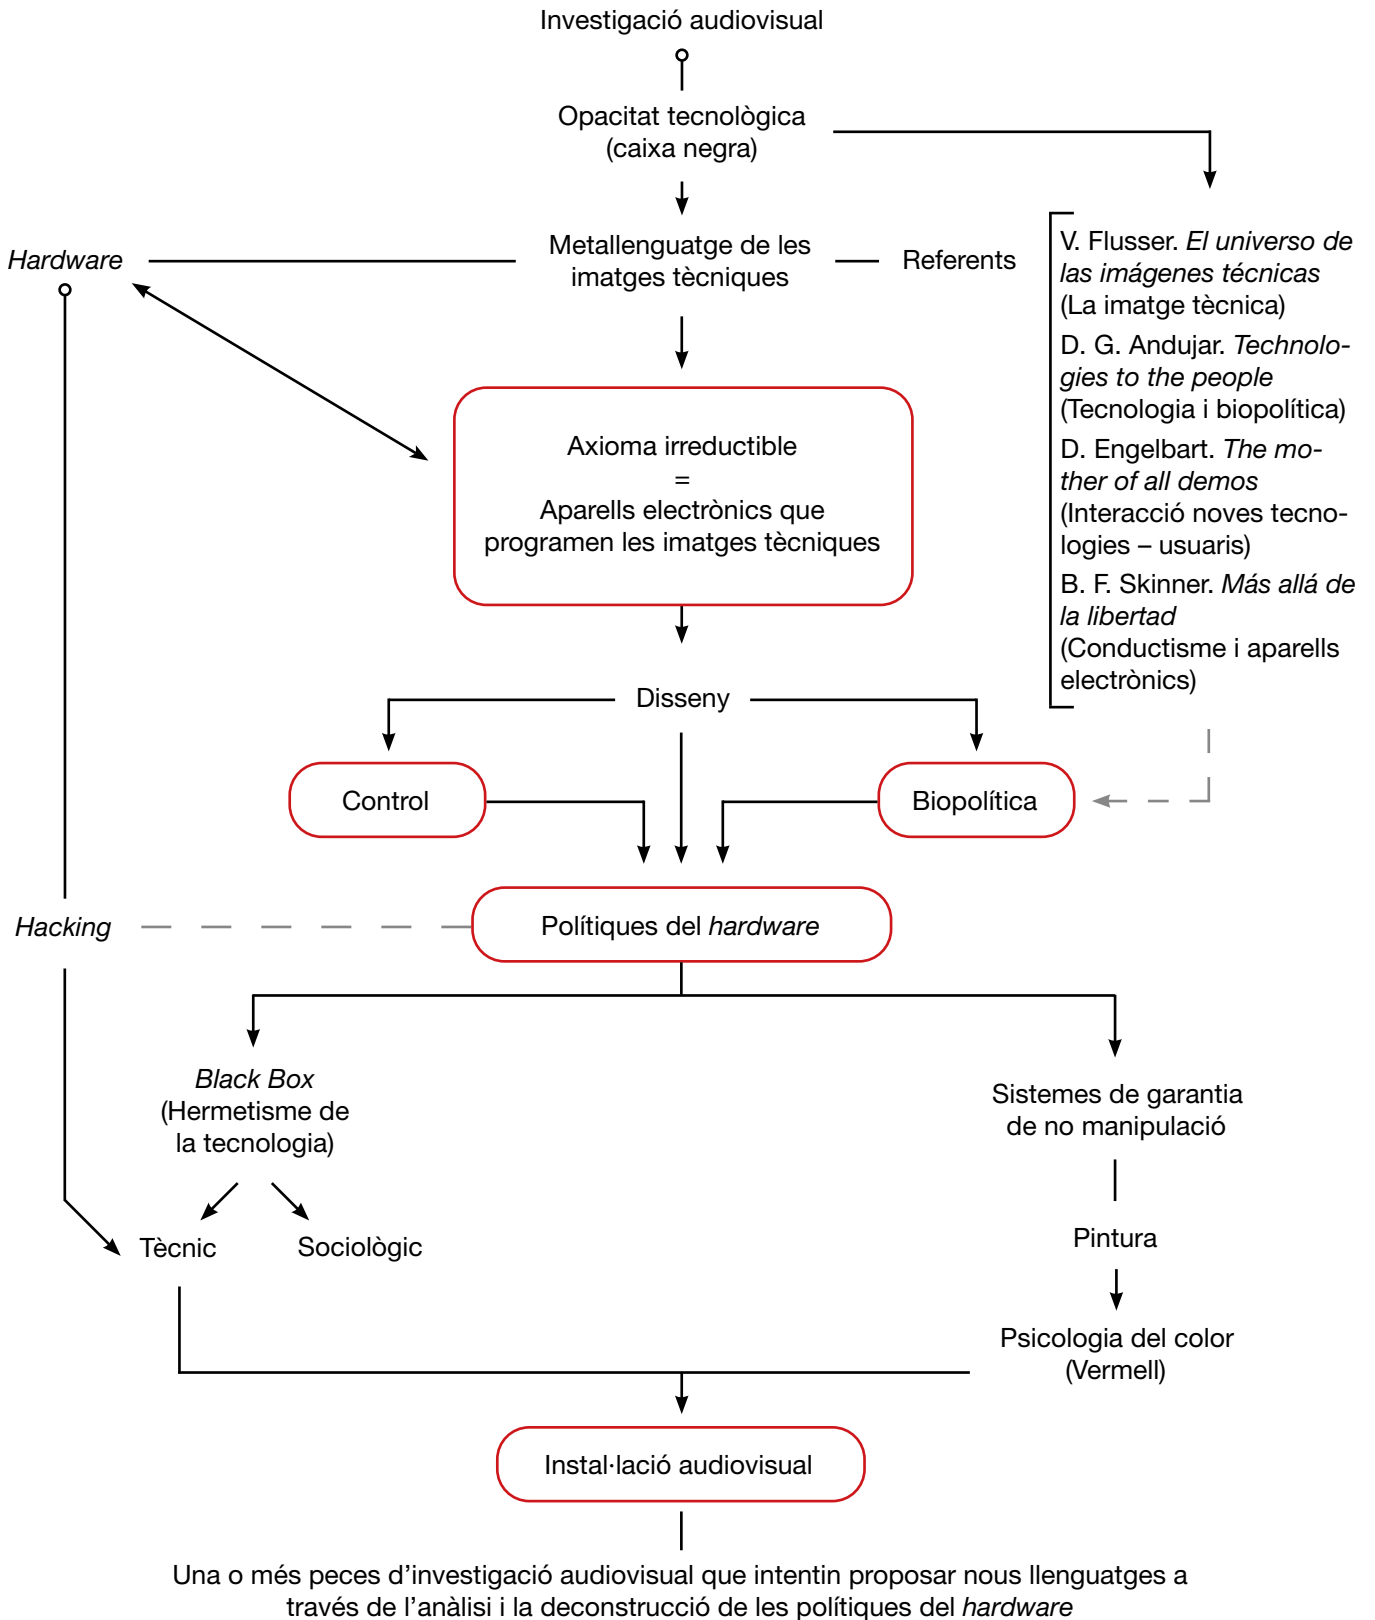 Investigació audiovisual
Opacitat tecnològica
(caixa negra)
Hardware
Metallenguatge de les
imatges tècniques
Referents
V. Flusser. El universo de
las imágenes técnicas
(La imatge tècnica)
D. G. Andujar. Technolo-
gies to the people
(Tecnologia i biopolítica)
D. Engelbart. The mo-
ther of all demos
(Interacció noves tecno-
logies – usuaris)
B. F. Skinner. Más allá de
la libertad
(Conductisme i aparells
electrònics)
Axioma irreductible
=
Aparells electrònics que
programen les imatges tècniques
Disseny
Control
Biopolítica
Hacking
Polítiques del hardware
Black Box
(Hermetisme de
la tecnologia)
Sistemes de garantia
de no manipulació
Tècnic
Sociològic
Pintura
Psicologia del color
(Vermell)
Instal·lació audiovisual
Una o més peces d’investigació audiovisual que intentin proposar nous llenguatges a
través de l’anàlisi i la deconstrucció de les polítiques del hardware